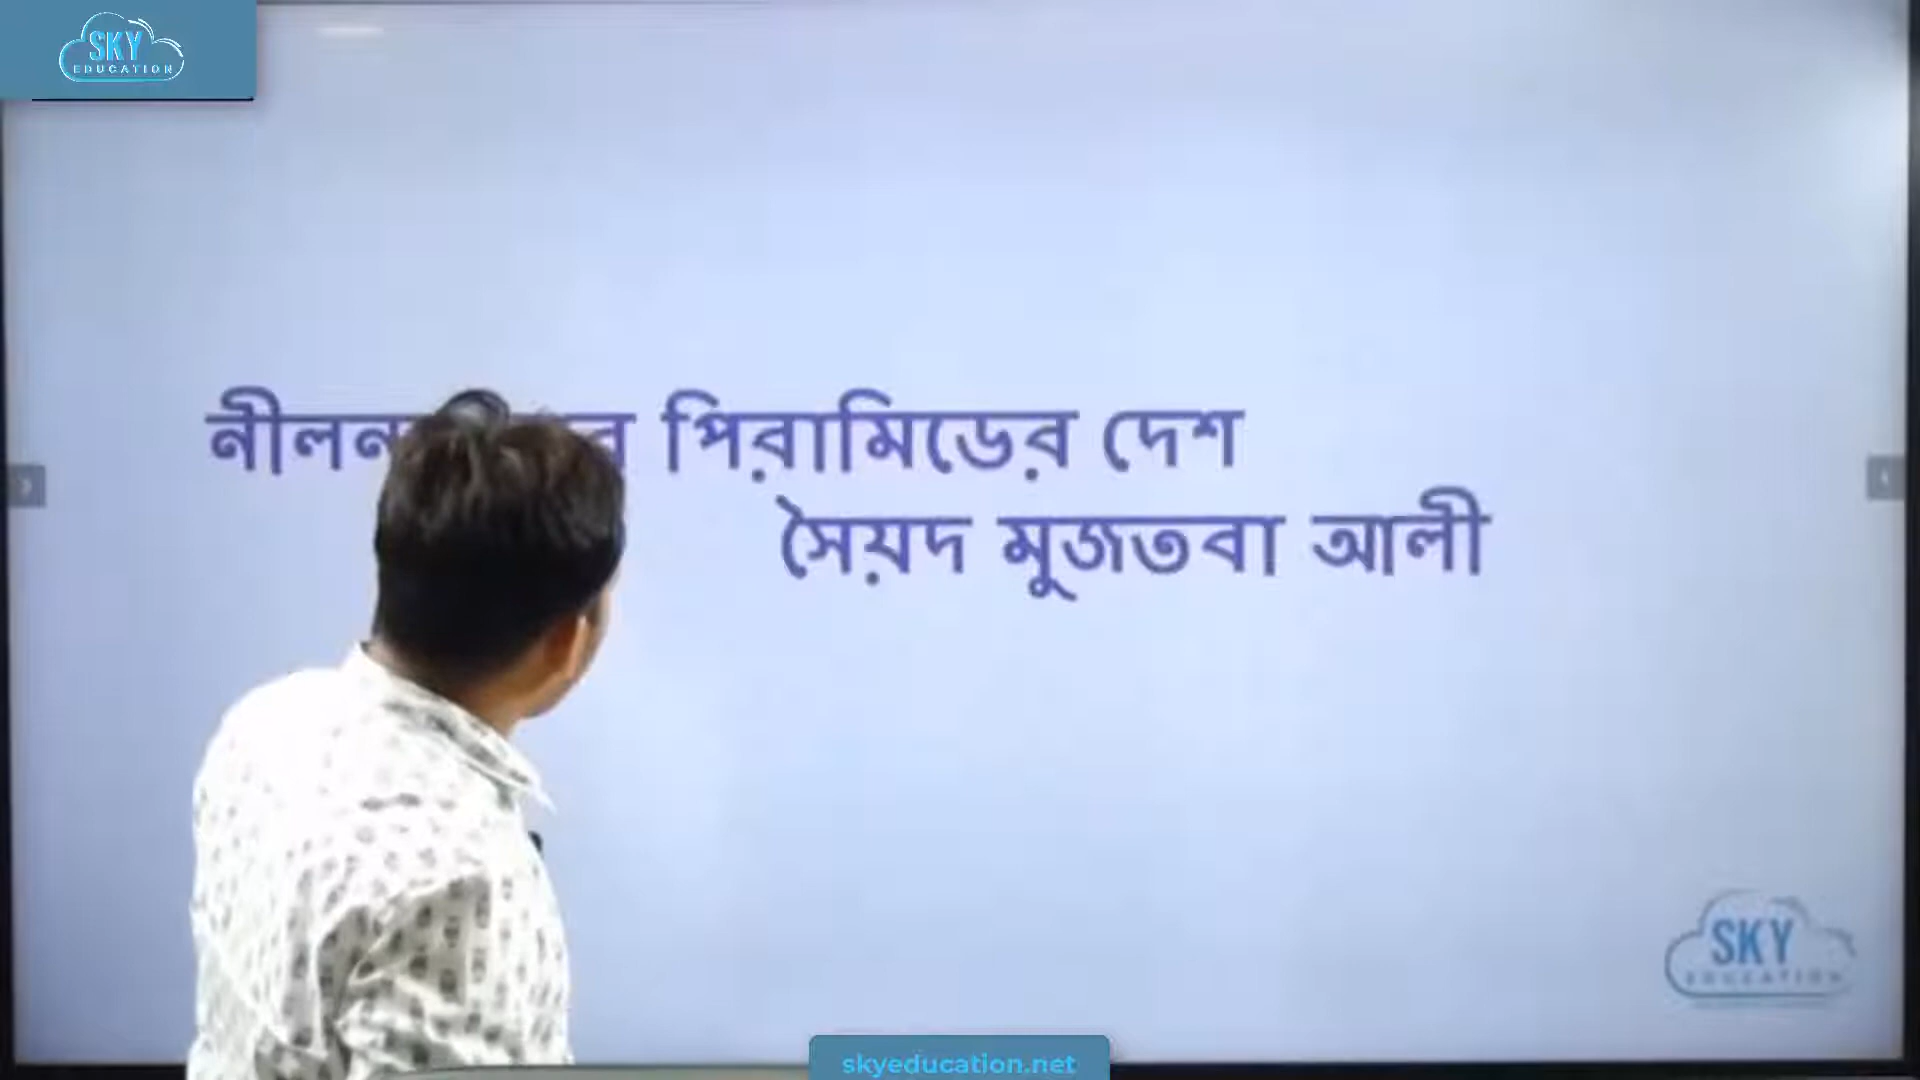 SKY
EDUCATION
পিরামিডের দেশ
সৈয়দ মুজতবা আলী
SKY
EDUCATION
skyeducation.net